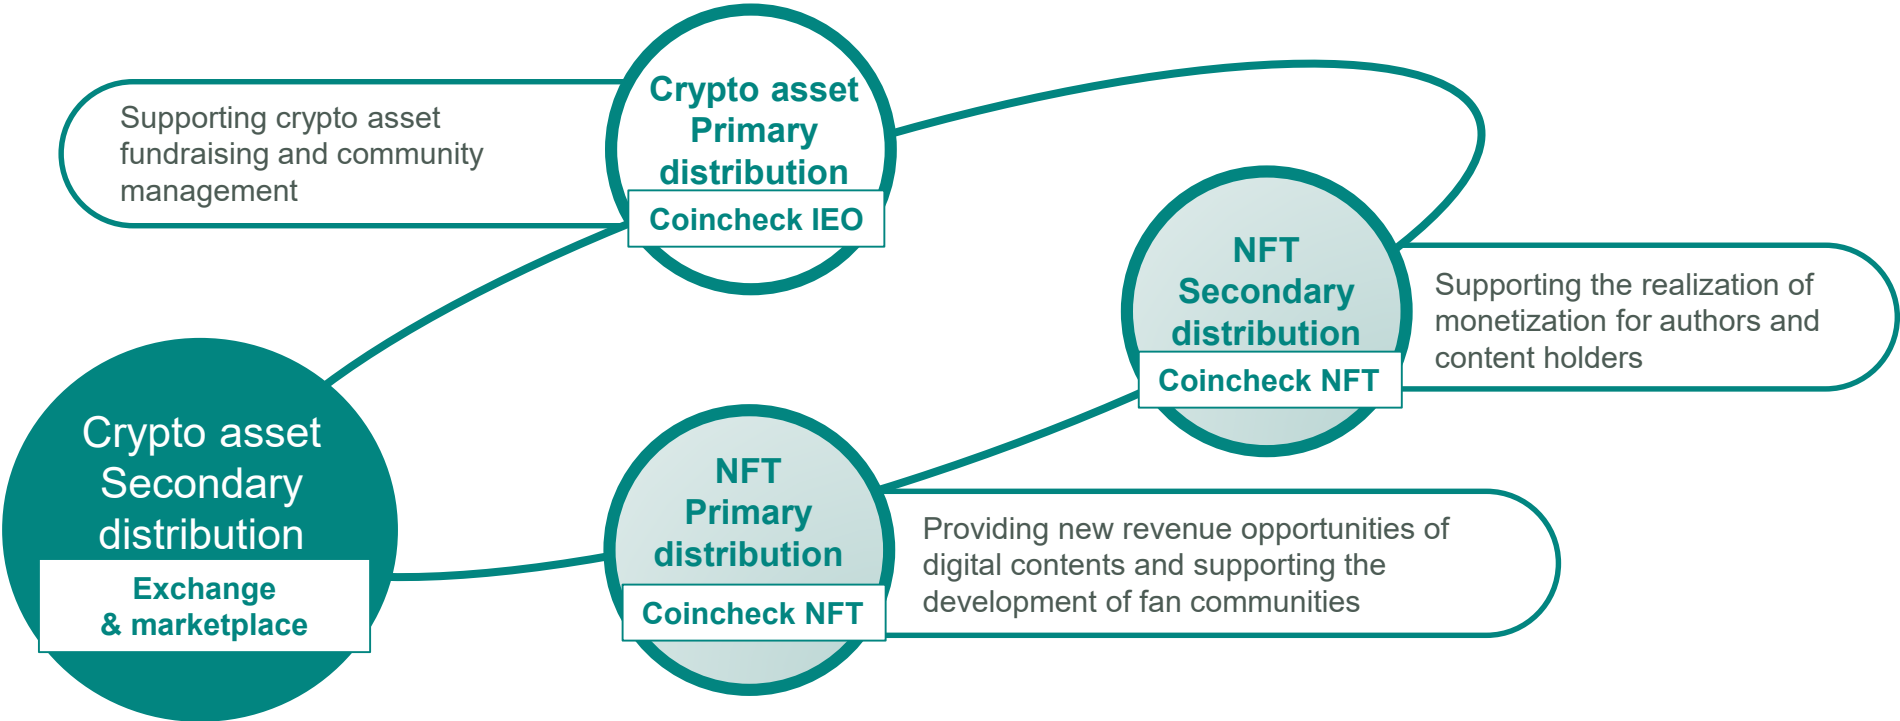 Supporting crypto asset
fundraising and community
management
Crypto asset
Primary
distribution
Coincheck IEO
NFT
Secondary
distribution
Coincheck NFT
Supporting the realization of
monetization for authors and
content holders
Crypto asset
Secondary
distribution
Exchange
& marketplace
NFT
Primary
distribution
Coincheck NFT
Providing new revenue opportunities of
digital contents and supporting the
development of fan communities